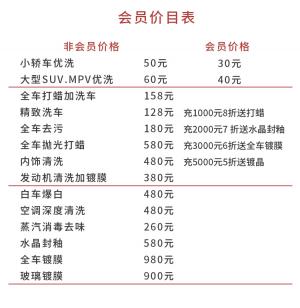 会员价目表
非会员价格 会员价格
小轿车优洗 50元 30元
大型SUV.MPV优洗 60元 40元
全车打蜡加洗车 158元
精致洗车 128元 充1000元8折送打蜡
全车去污 180元 充2000元7 折送水晶封釉
全车抛光打蜡 580元 充3000元6折送全车镀膜
内饰清洗 480元 充5000元5折送镀晶
发动机清洗加镀膜 380元
白车爆白 480元
空调深度清洗 480元
蒸汽消毒去味 260元
水晶封釉 580元
全车镀膜 980元
玻璃镀膜 900元